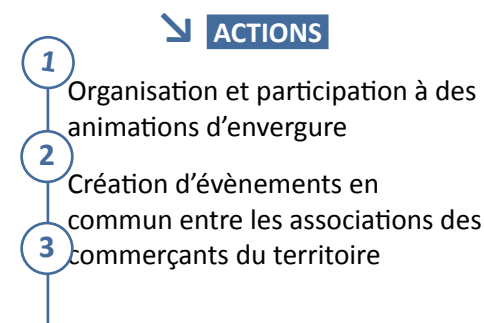 ACTIONS
1
Organisation et participation à des
animations d'envergure
2
Création d'évènements en
commun entre les associations des
3
commerçants du territoire